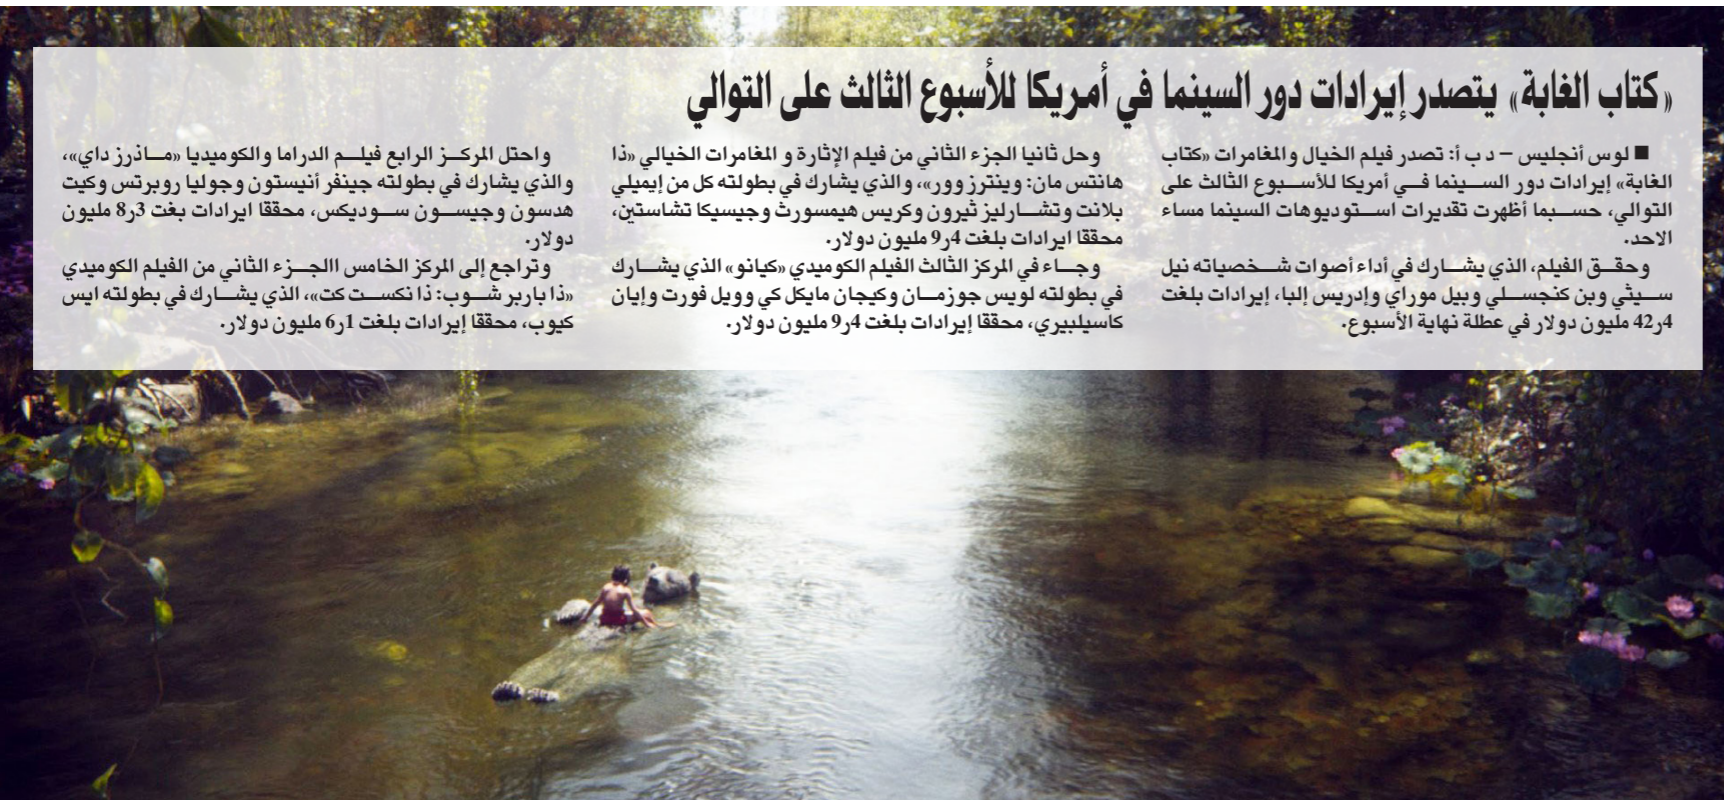 «كتاب الغابة» يتصدر إيرادات دور السينما في أمريكا للأسبوع الثالث على التوالي
■ لوس أنجليس – د ب أ: تصدر فيلم الخيال والمغامرات «كتاب
الغابة» إيرادات دور السينما في أمريكا للأسبوع الثالث على
التوالي، حسبما أظهرت تقديرات استوديوهات السينما مساء
الاحد.
وحقق الفيلم، الذي يشارك في أداء أصوات شخصياته نيل
سيثي وبن كنجسلي وبيل موراي وإدريس إلبا، إيرادات بلغت
4ر42 مليون دولار في عطلة نهاية الأسبوع.
وحل ثانيا الجزء الثاني من فيلم الإثارة و المغامرات الخيالي «ذا
هانتس مان: وينترز وور»، والذي يشارك في بطولته كل من إيميلي
بلانت وتشارليز ثيرون وكريس هيمسورث وجيسيكا تشاستين،
محققا ايرادات بلغت 4ر9 مليون دولار.
وجاء في المركز الثالث الفيلم الكوميدي «كيانو» الذي يشارك
في بطولته لويس جوزمان وكيجان مايكل كي وويل فورت وإيان
كاسيلبيري، محققا إيرادات بلغت 4ر9 مليون دولار.
واحتل المركز الرابع فيلم الدراما والكوميديا «ماذرز داي»،
والذي يشارك في بطولته جينفر أنيستون وجوليا روبرتس وكيت
هدسون وجيسون سوديكس، محققا ايرادات بغت 3ر8 مليون
دولار.
وتراجع إلى المركز الخامس االجزء الثاني من الفيلم الكوميدي
«ذا باربر شوب: ذا نكست كت»، الذي يشارك في بطولته ايس
كيوب، محققا إيرادات بلغت 1ر6 مليون دولار.